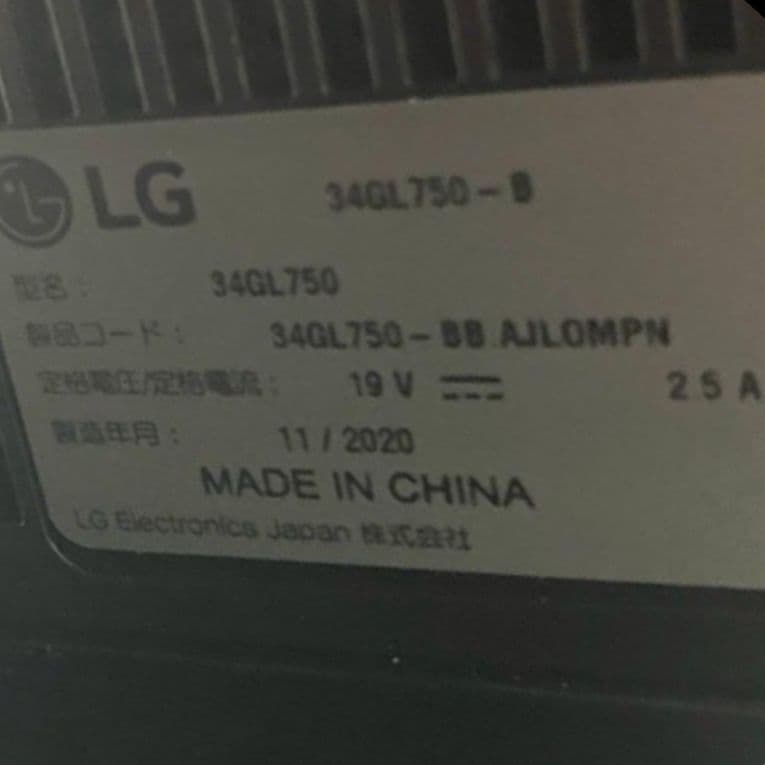 LG 34GL750-B
型名: 34GL750
製品コード: 34GL750-BB.AJLOMPN
定格電圧/定格電流: 19 V ⎓ 2.5 A
製造年月: 11/2020
MADE IN CHINA
LG Electronics Japan 株式会社